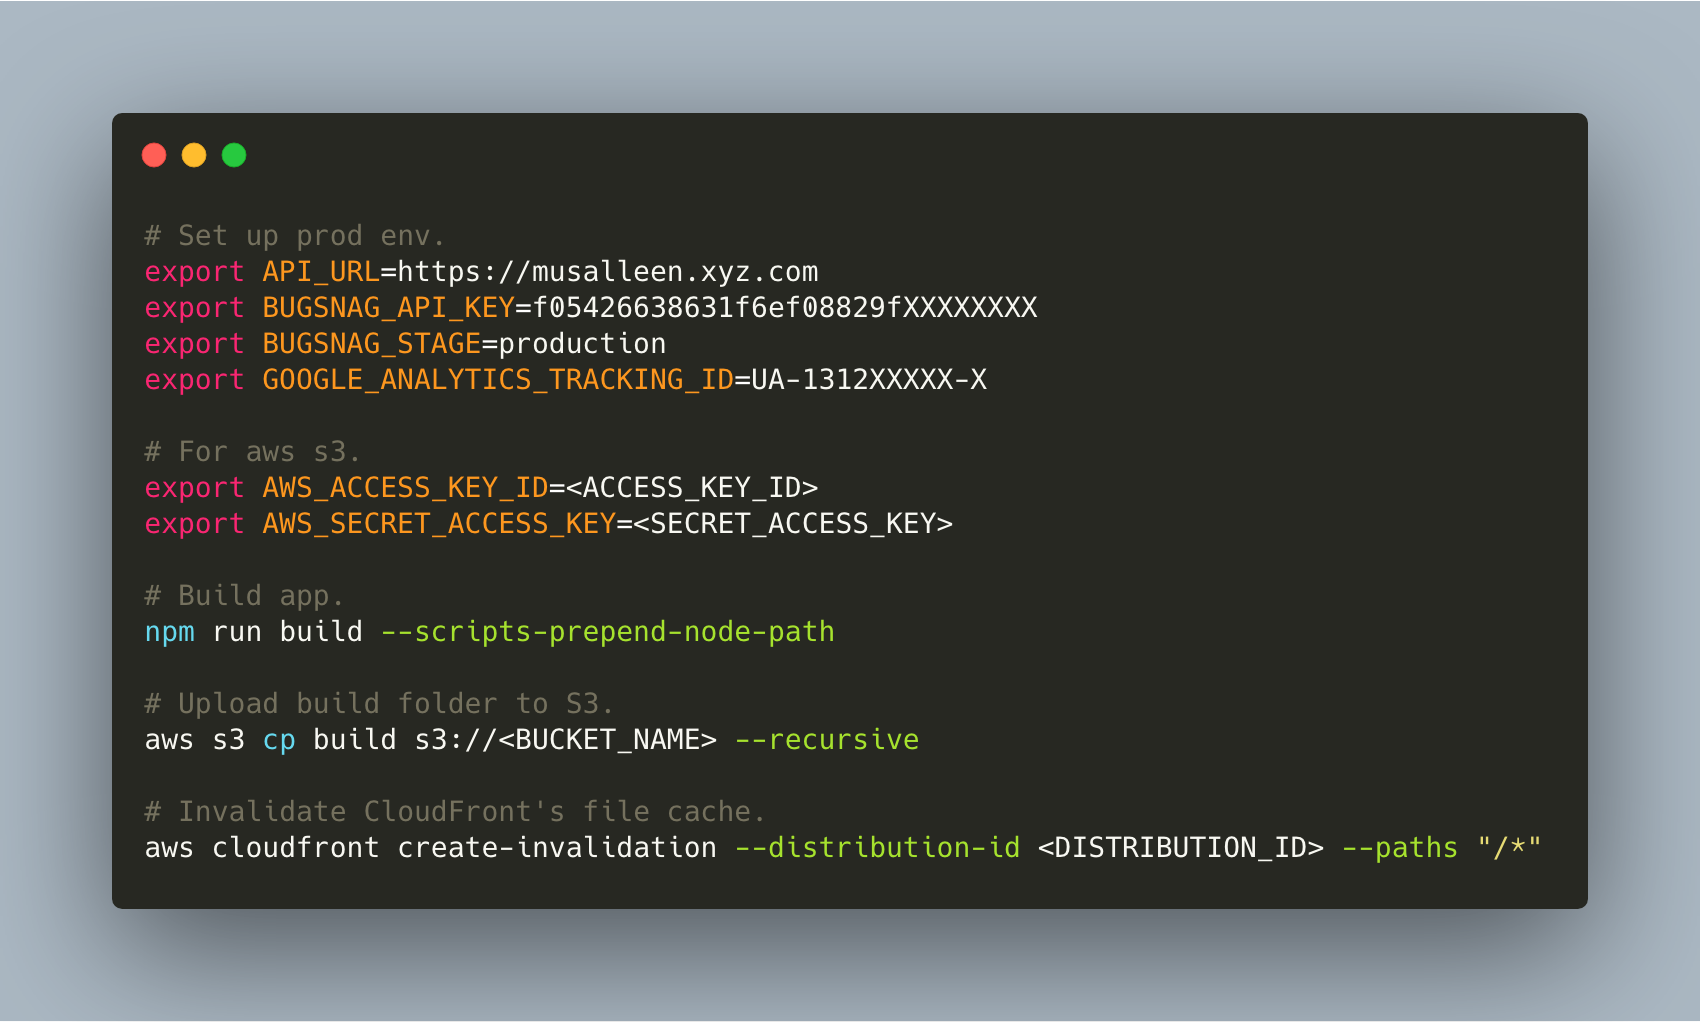 # Set up prod env.
export API_URL=https://musalleen.xyz.com
export BUGSNAG_API_KEY=f05426638631f6ef08829fXXXXXXXX
export BUGSNAG_STAGE=production
export GOOGLE_ANALYTICS_TRACKING_ID=UA-1312XXXXX-X
# For aws s3.
export AWS_ACCESS_KEY_ID=<ACCESS_KEY_ID>
export AWS_SECRET_ACCESS_KEY=<SECRET_ACCESS_KEY>
# Build app.
npm run build --scripts-prepend-node-path
# Upload build folder to S3.
aws s3 cp build s3://<BUCKET_NAME> --recursive
# Invalidate CloudFront's file cache.
aws cloudfront create-invalidation --distribution-id <DISTRIBUTION_ID> --paths "/*"